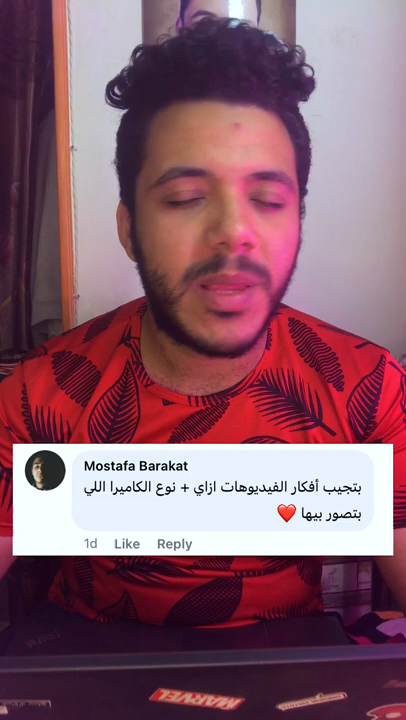 Mostafa Barakat
بتجيب أفكار الفيديوهات ازاي + نوع الكاميرا اللي
بتصور بيها ❤️
1d Like Reply
MARVEL